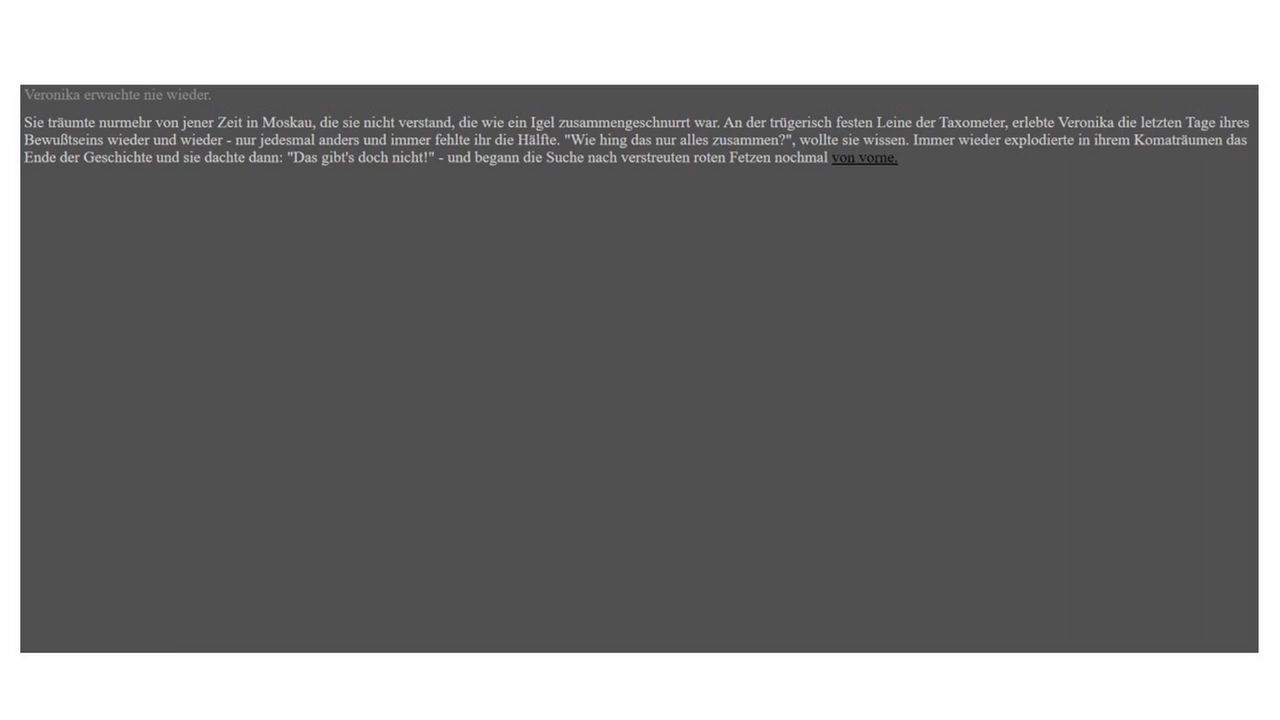 Veronika erwachte nie wieder.
Sie träumte nurmehr von jener Zeit in Moskau, die sie nicht verstand, die wie ein Igel zusammengeschnurrt war. An der trügerisch festen Leine der Taxometer, erlebte Veronika die letzten Tage ihres
Bewußtseins wieder und wieder - nur jedesmal anders und immer fehlte ihr die Hälfte. "Wie hing das nur alles zusammen?", wollte sie wissen. Immer wieder explodierte in ihrem Komaträumen das
Ende der Geschichte und sie dachte dann: "Das gibt's doch nicht!" - und begann die Suche nach verstreuten roten Fetzen nochmal von vorne.